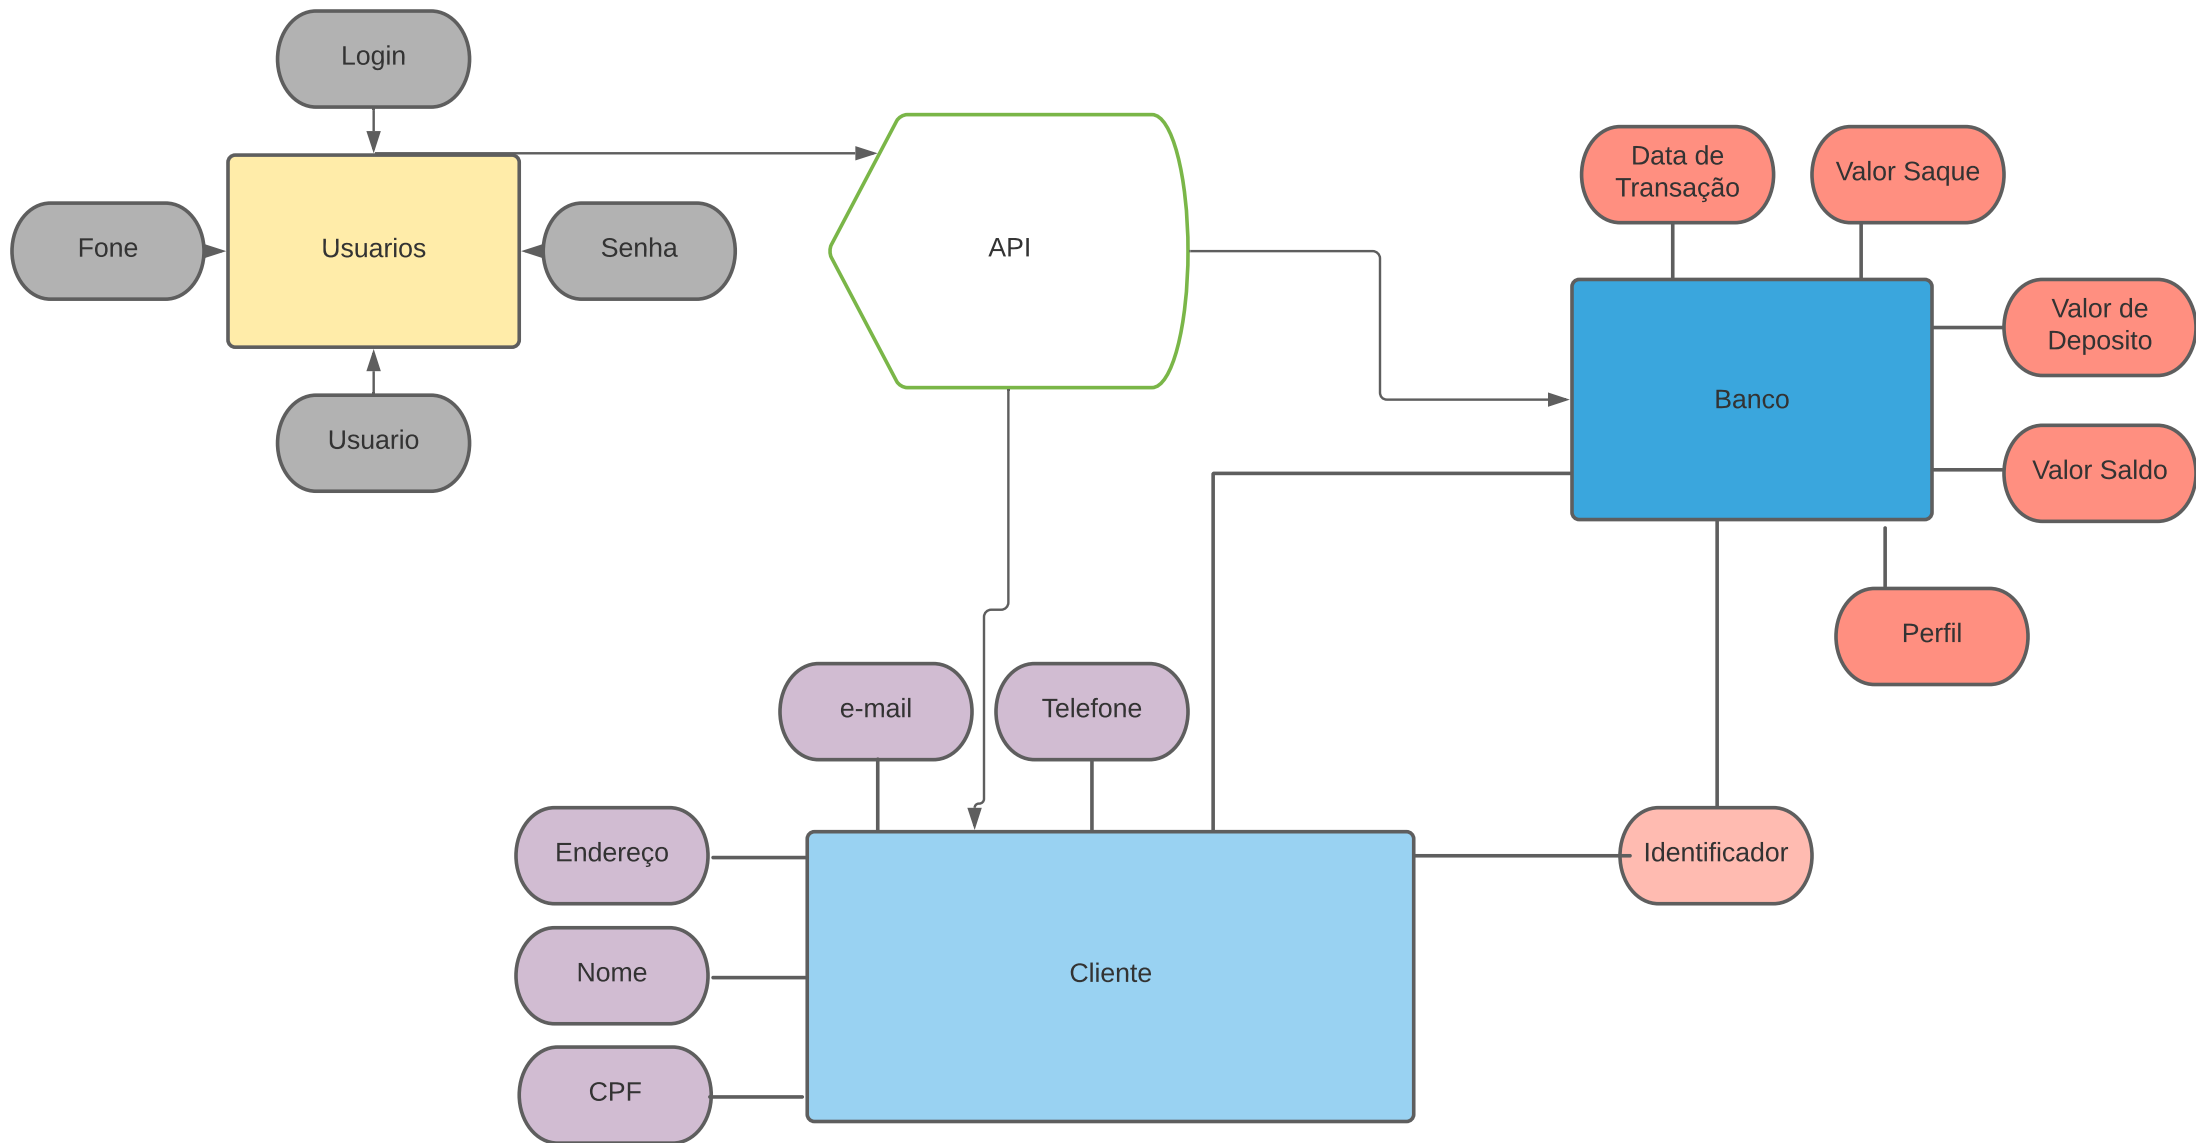 Login
Fone
Usuarios
Senha
Usuario
API
Data de
Transação
Valor Saque
Valor de
Deposito
Banco
Valor Saldo
Perfil
e-mail
Telefone
Endereço
Identificador
Nome
Cliente
CPF